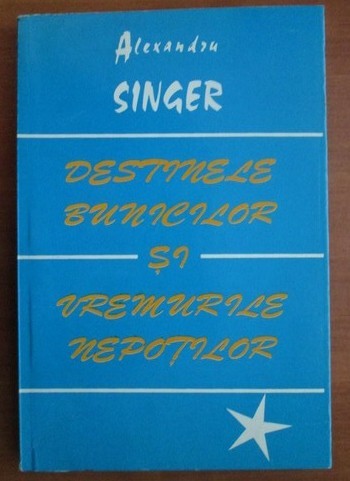 Alexandru
SINGER
DESTINELE
BUNICILOR
ȘI
VREMURILE
NEPOȚILOR